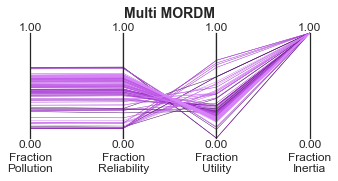 Multi MORDM
1.00 1.00 1.00 1.00
0.00 0.00 0.00 0.00
Fraction Fraction Fraction Fraction
Pollution Reliability Utility Inertia